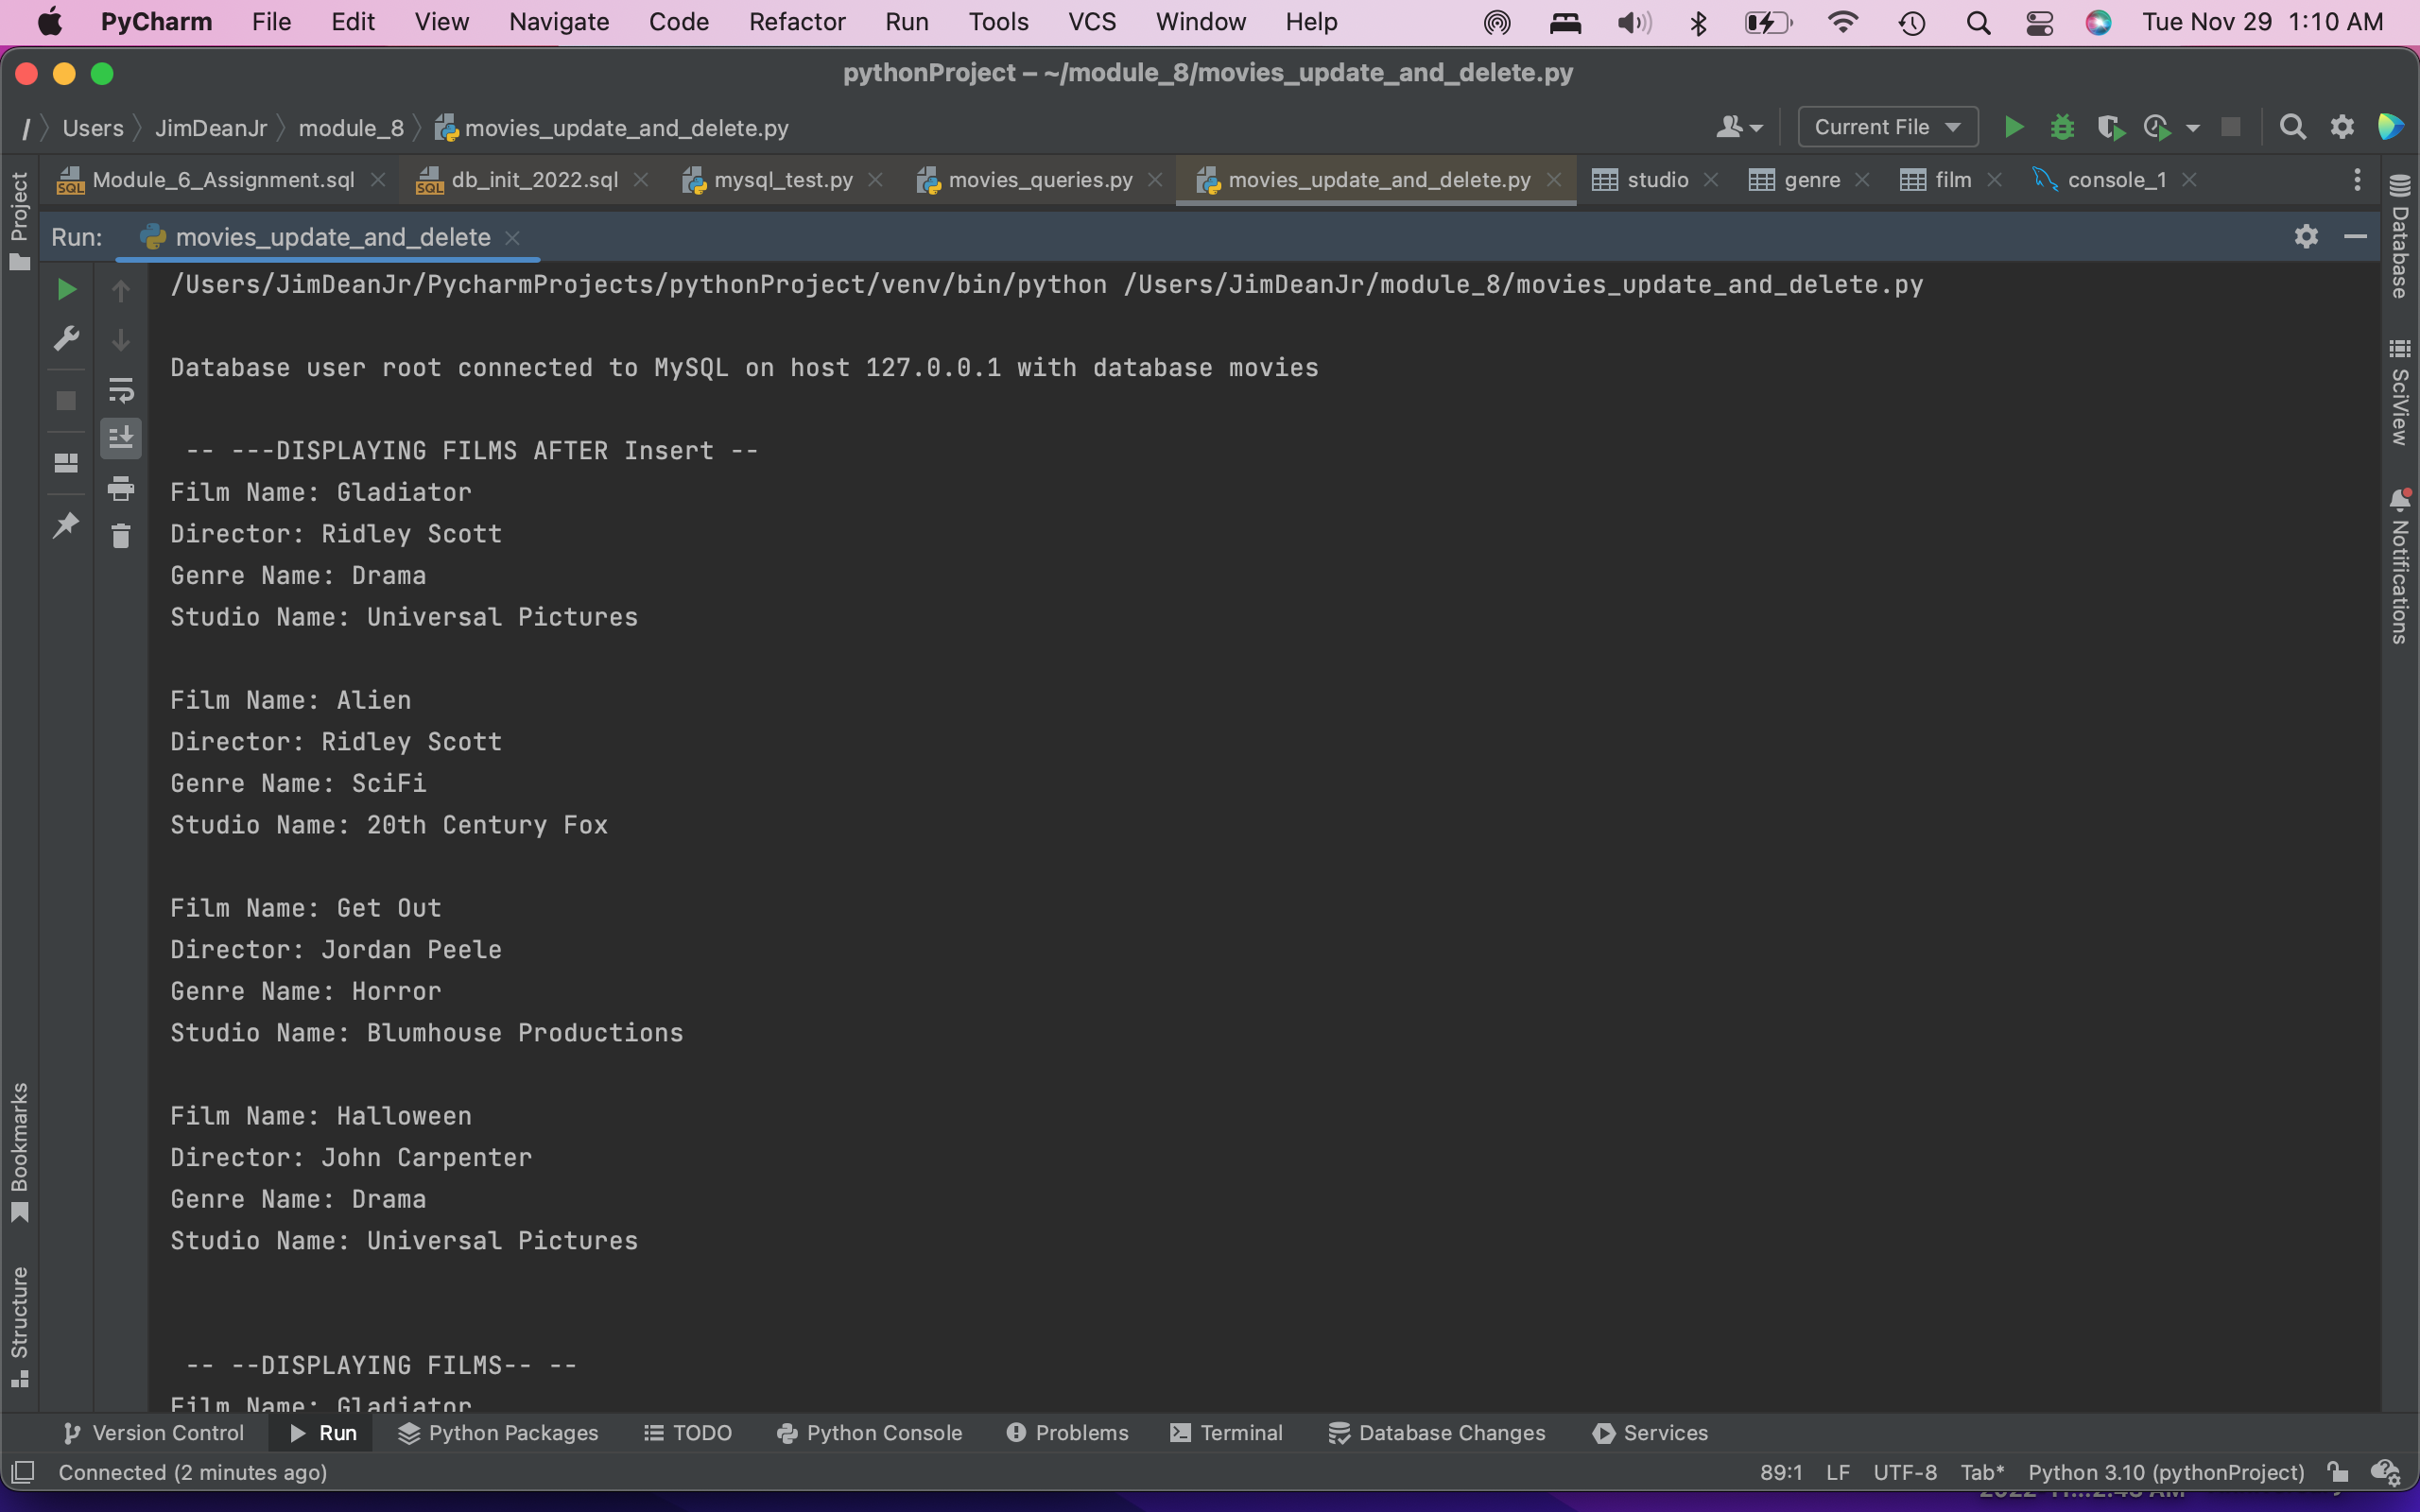 PyCharm File Edit View Navigate Code Refactor Run Tools VCS Window Help Tue Nov 29 1:10 AM
pythonProject – ~/module_8/movies_update_and_delete.py
/ Users JimDeanJr module_8 movies_update_and_delete.py Current File
Module_6_Assignment.sql db_init_2022.sql mysql_test.py movies_queries.py movies_update_and_delete.py studio genre film console_1
Project
Database
SciView
Notifications
Run: movies_update_and_delete
/Users/JimDeanJr/PycharmProjects/pythonProject/venv/bin/python /Users/JimDeanJr/module_8/movies_update_and_delete.py
Database user root connected to MySQL on host 127.0.0.1 with database movies
-- ---DISPLAYING FILMS AFTER Insert --
Film Name: Gladiator
Director: Ridley Scott
Genre Name: Drama
Studio Name: Universal Pictures
Film Name: Alien
Director: Ridley Scott
Genre Name: SciFi
Studio Name: 20th Century Fox
Film Name: Get Out
Director: Jordan Peele
Genre Name: Horror
Studio Name: Blumhouse Productions
Film Name: Halloween
Director: John Carpenter
Genre Name: Drama
Studio Name: Universal Pictures
-- --DISPLAYING FILMS-- --
Film Name: Gladiator
Bookmarks
Structure
Version Control Run Python Packages TODO Python Console Problems Terminal Database Changes Services
Connected (2 minutes ago) 89:1 LF UTF-8 Tab* Python 3.10 (pythonProject)